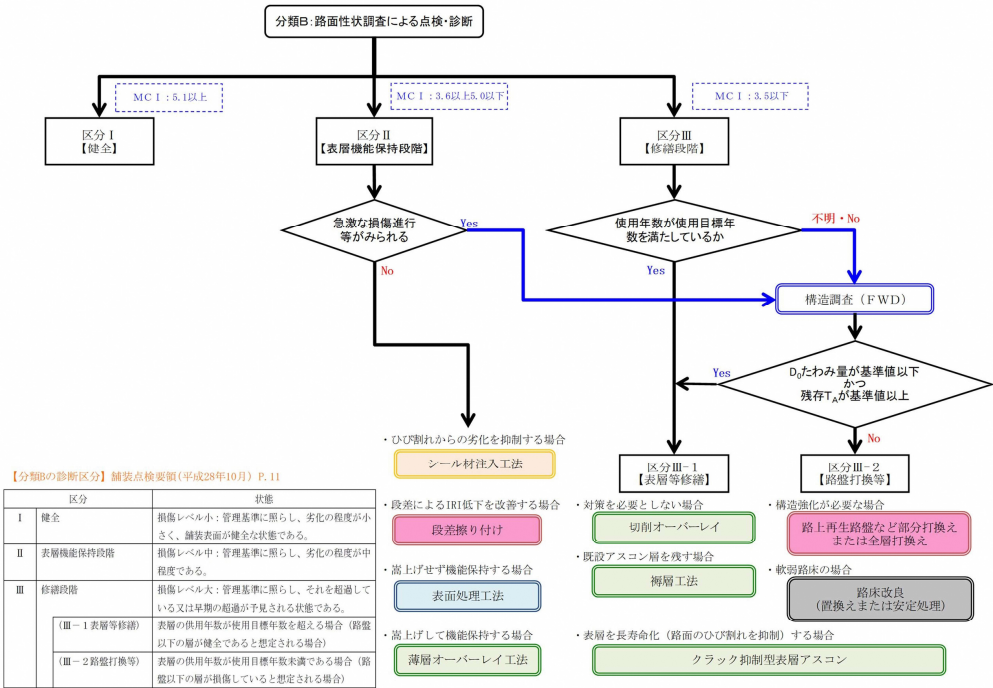 分類B:路面性状調査による点検・診断
MCI:5.1以上
MCI:3.6以上5.0以下
MCI:3.5以下
区分Ⅰ
【健全】
区分Ⅱ
【表層機能保持段階】
区分Ⅲ
【修繕段階】
急激な損傷進行
等がみられる
Yes
No
使用年数が使用目標年
数を満たしているか
不明・No
Yes
構造調査(FWD)
D₀たわみ量が基準値以下
かつ
残存TAが基準値以上
Yes
No
・ひび割れからの劣化を抑制する場合
シール材注入工法
・段差によるIRI低下を改善する場合
段差擦り付け
・嵩上げせず機能保持する場合
表面処理工法
・嵩上げして機能保持する場合
薄層オーバーレイ工法
区分Ⅲ-1
【表層等修繕】
・対策を必要としない場合
切削オーバーレイ
・既設アスコン層を残す場合
褥層工法
・表層を長寿命化(路面のひび割れを抑制)する場合
クラック抑制型表層アスコン
区分Ⅲ-2
【路盤打換等】
・構造強化が必要な場合
路上再生路盤など部分打換え
または全層打換え
・軟弱路床の場合
路床改良
(置換えまたは安定処理)
【分類Bの診断区分】舗装点検要領(平成28年10月) P.11
区分 状態
Ⅰ 健全 損傷レベル小:管理基準に照らし、劣化の程度が小
さく、舗装表面が健全な状態である。
Ⅱ 表層機能保持段階 損傷レベル中:管理基準に照らし、劣化の程度が中
程度である。
Ⅲ 修繕段階 損傷レベル大:管理基準に照らし、それを超過して
いる又は早期の超過が予見される状態である。
(Ⅲ-1表層等修繕) 表層の供用年数が使用目標年数を超える場合(路盤
以下の層が健全であると想定される場合)
(Ⅲ-2路盤打換等) 表層の供用年数が使用目標年数未満である場合(路
盤以下の層が損傷していると想定される場合)